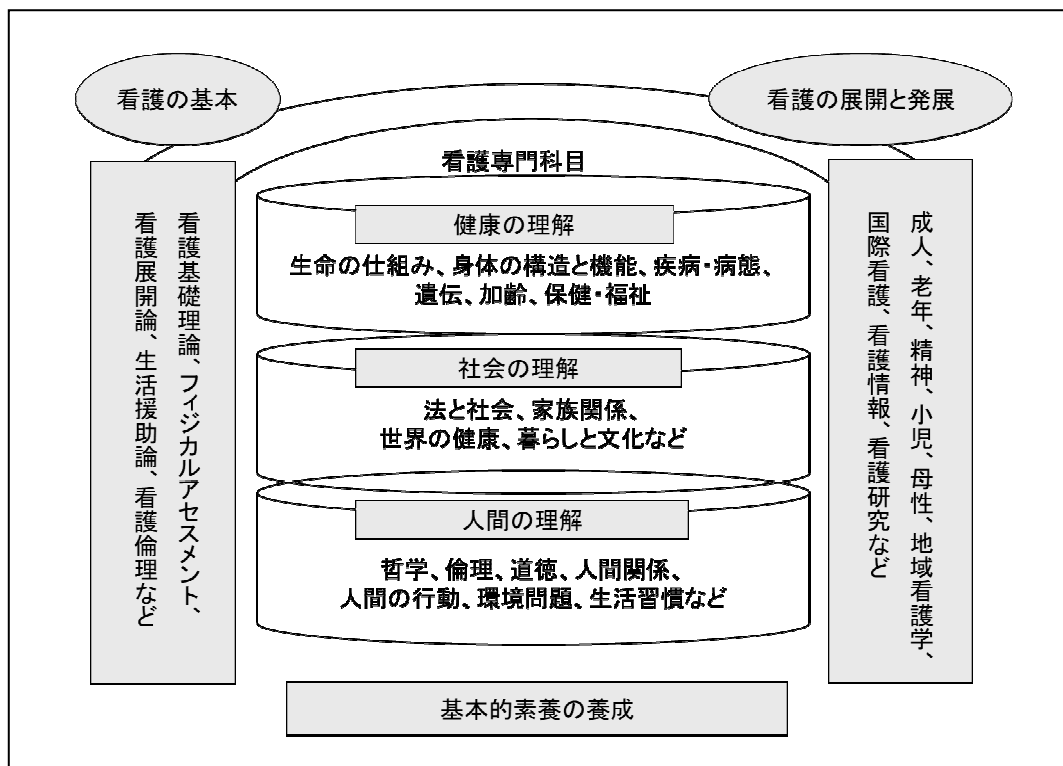 看護の基本
看護の展開と発展
看護専門科目
健康の理解
生命の仕組み、身体の構造と機能、疾病・病態、
遺伝、加齢、保健・福祉
社会の理解
法と社会、家族関係、
世界の健康、暮らしと文化など
人間の理解
哲学、倫理、道徳、人間関係、
人間の行動、環境問題、生活習慣など
看護基礎理論、フィジカルアセスメント、
看護展開論、生活援助論、看護倫理など
成人、老年、精神、小児、母性、地域看護学、
国際看護、看護情報、看護研究など
基本的素養の養成